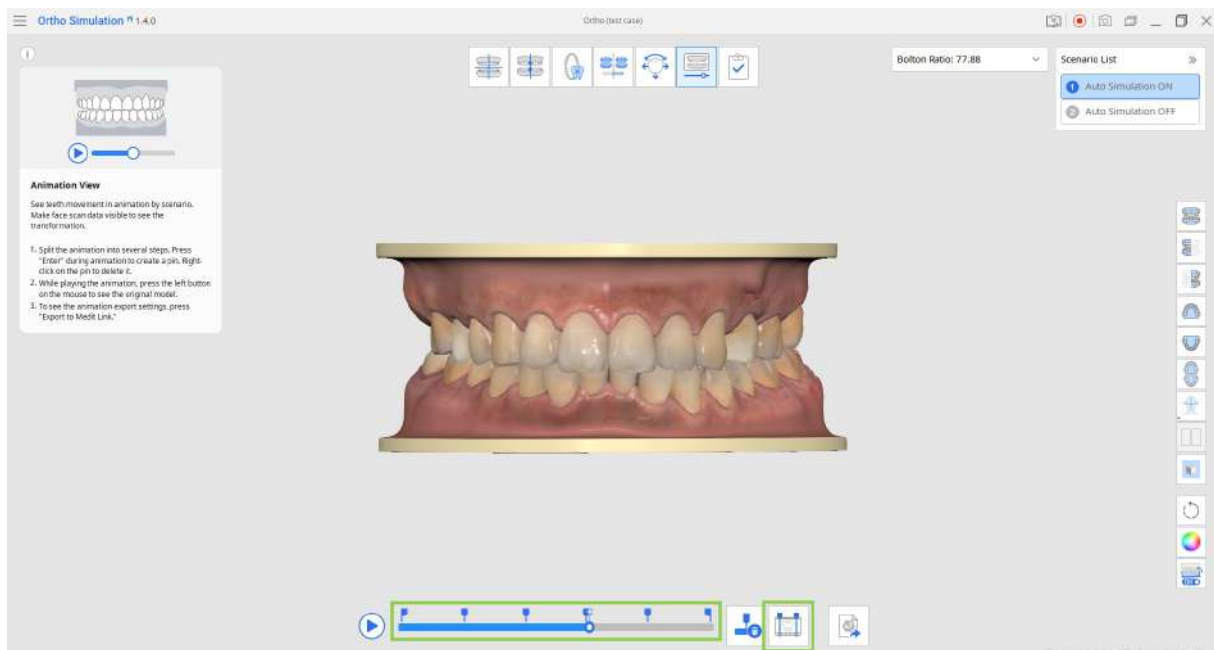 Ortho Simulation 1.4.0
Ortho (test case)
Bolton Ratio: 77.88
Scenario List
1 Auto Simulation ON
2 Auto Simulation OFF
Animation View
See teeth movement in animation by scenario.
Make face scan data visible to see the
transformation.
1. Split the animation into several steps. Press
"Enter" during animation to create a pin. Right-
click on the pin to delete it.
2. While playing the animation, press the left button
on the mouse to see the original model.
3. To see the animation export settings, press
"Export to Medit Link."